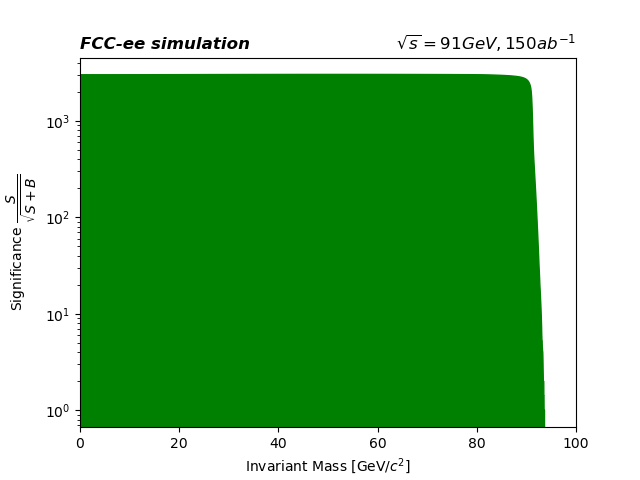 FCC-ee simulation
√s = 91GeV, 150ab⁻¹
10³
10²
10¹
10⁰
Significance S/√(S + B)
0 20 40 60 80 100
Invariant Mass [GeV/c²]